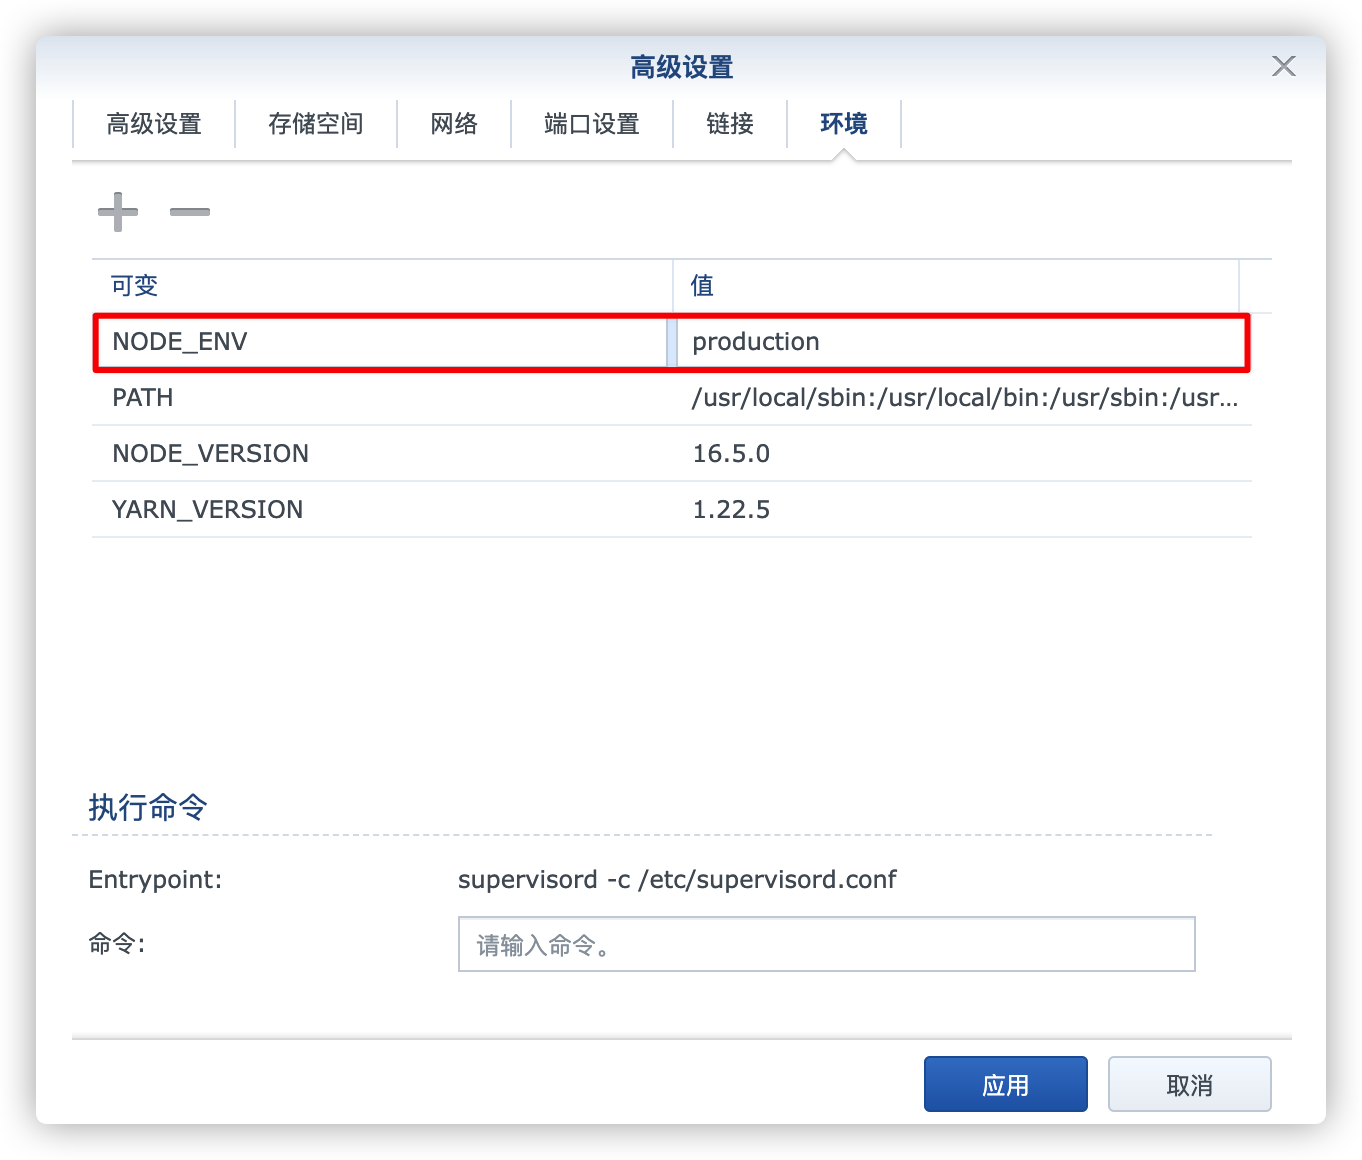 高级设置
高级设置 存储空间 网络 端口设置 链接 环境
可变 值
NODE_ENV production
PATH /usr/local/sbin:/usr/local/bin:/usr/sbin:/usr...
NODE_VERSION 16.5.0
YARN_VERSION 1.22.5
执行命令
Entrypoint: supervisord -c /etc/supervisord.conf
命令: 请输入命令。
应用 取消